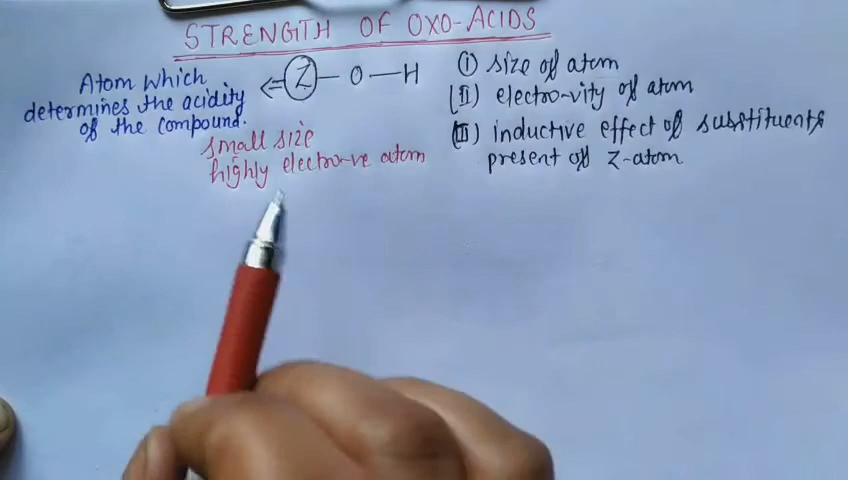 STRENGTH OF OXO-ACIDS
Atom which
determines the acidity
of the compound.
⇐ Z — O — H
small size
highly electro-ve atom
(I) size of atom
(II) electro-vity of atom
(III) inductive effect of substituents
present of Z-atom